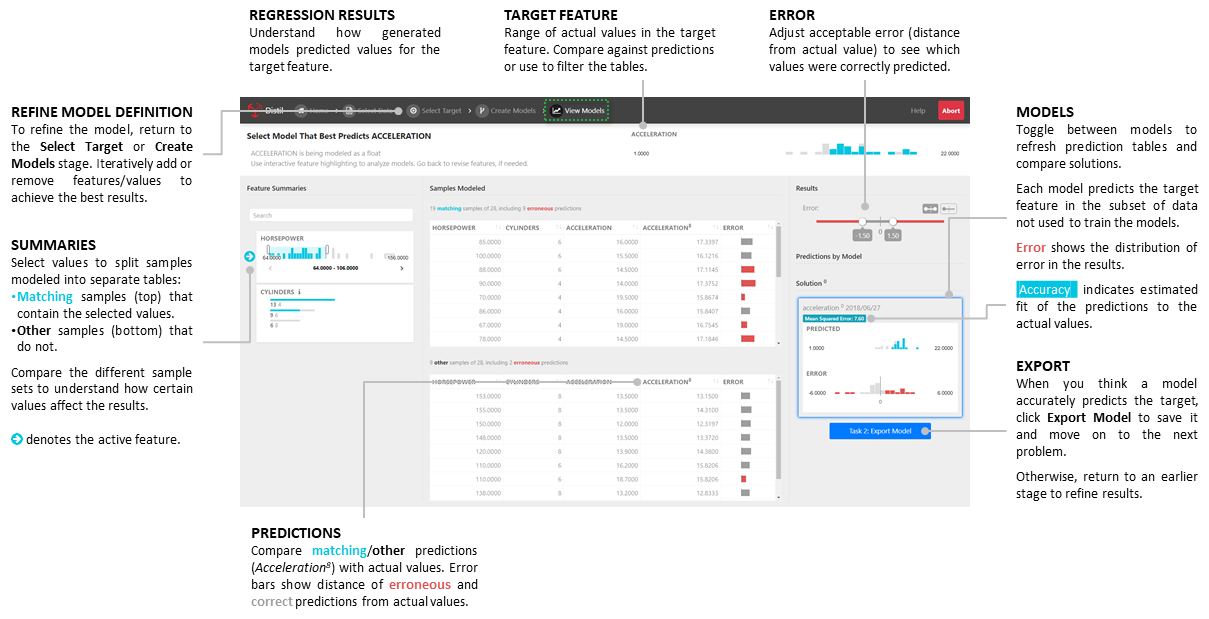 REGRESSION RESULTS
Understand how generated
models predicted values for the
target feature.
TARGET FEATURE
Range of actual values in the target
feature. Compare against predictions
or use to filter the tables.
ERROR
Adjust acceptable error (distance
from actual value) to see which
values were correctly predicted.
REFINE MODEL DEFINITION
To refine the model, return to
the Select Target or Create
Models stage. Iteratively add or
remove features/values to
achieve the best results.
SUMMARIES
Select values to split samples
modeled into separate tables:
•Matching samples (top) that
contain the selected values.
•Other samples (bottom) that
do not.
Compare the different sample
sets to understand how certain
values affect the results.
denotes the active feature.
Distil Home Select Data Select Target Create Models View Models Help Abort
Select Model That Best Predicts ACCELERATION
ACCELERATION is being modeled as a float
Use interactive feature highlighting to analyze models. Go back to revise features, if needed.
ACCELERATION
1.0000 22.0000
Feature Summaries
Search
HORSEPOWER
64.0000 156.0000
64.0000 - 106.0000
CYLINDERS
13 4
9 6
6 8
Samples Modeled
19 matching samples of 28, including 9 erroneous predictions
HORSEPOWER CYLINDERS ACCELERATION ACCELERATION⁸ ERROR
85.0000 6 16.0000 17.3397
100.0000 6 15.5000 16.1216
88.0000 6 14.5000 17.1145
90.0000 4 14.0000 17.3752
70.0000 4 19.5000 15.8674
86.0000 4 16.0000 15.8407
67.0000 4 19.0000 16.7545
78.0000 4 14.5000 17.1846
9 other samples of 28, including 2 erroneous predictions
HORSEPOWER CYLINDERS ACCELERATION ACCELERATION⁸ ERROR
153.0000 8 13.5000 13.1500
155.0000 8 13.5000 14.3100
150.0000 8 12.0000 12.3197
148.0000 8 13.5000 13.3720
120.0000 8 13.9000 14.3800
110.0000 6 16.2000 15.8206
110.0000 6 18.7000 15.8206
138.0000 8 13.2000 12.8333
Results
Error:
-1.50 0 1.50
Predictions by Model
Solution ⁸
acceleration ⁸ 2018/06/27
Mean Squared Error: 7.60
PREDICTED
1.0000 22.0000
ERROR
-6.0000 6.0000
0
Task 2: Export Model
MODELS
Toggle between models to
refresh prediction tables and
compare solutions.
Each model predicts the target
feature in the subset of data
not used to train the models.
Error shows the distribution of
error in the results.
Accuracy indicates estimated
fit of the predictions to the
actual values.
EXPORT
When you think a model
accurately predicts the target,
click Export Model to save it
and move on to the next
problem.
Otherwise, return to an earlier
stage to refine results.
PREDICTIONS
Compare matching/other predictions
(Acceleration⁸) with actual values. Error
bars show distance of erroneous and
correct predictions from actual values.